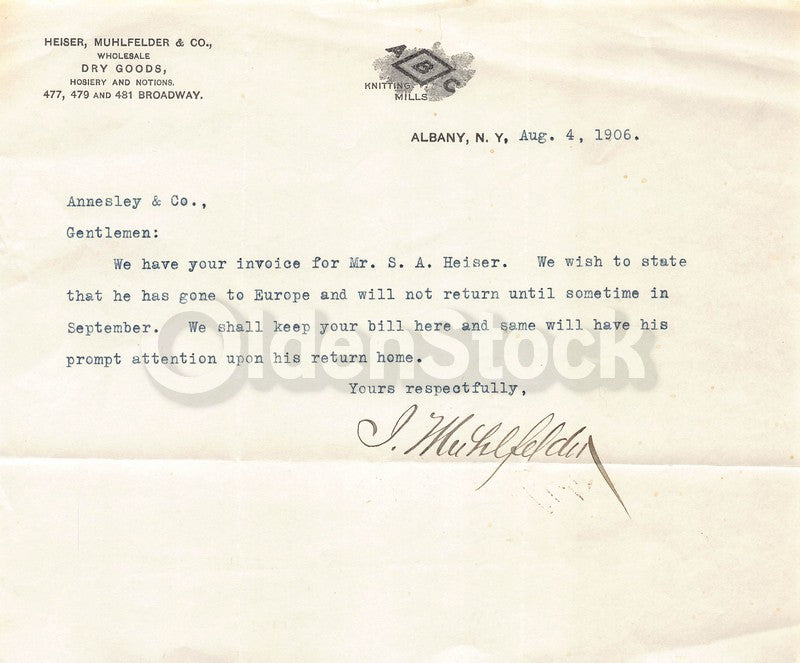 HEISER, MUHLFELDER & CO.,
WHOLESALE
DRY GOODS,
HOSIERY AND NOTIONS.
477, 479 AND 481 BROADWAY.
A B C
KNITTING
MILLS
ALBANY, N. Y., Aug. 4, 1906.
Annesley & Co.,
Gentlemen:
We have your invoice for Mr. S. A. Heiser. We wish to state
that he has gone to Europe and will not return until sometime in
September. We shall keep your bill here and same will have his
prompt attention upon his return home.
OldenStock
Yours respectfully,
J. Muhlfelder